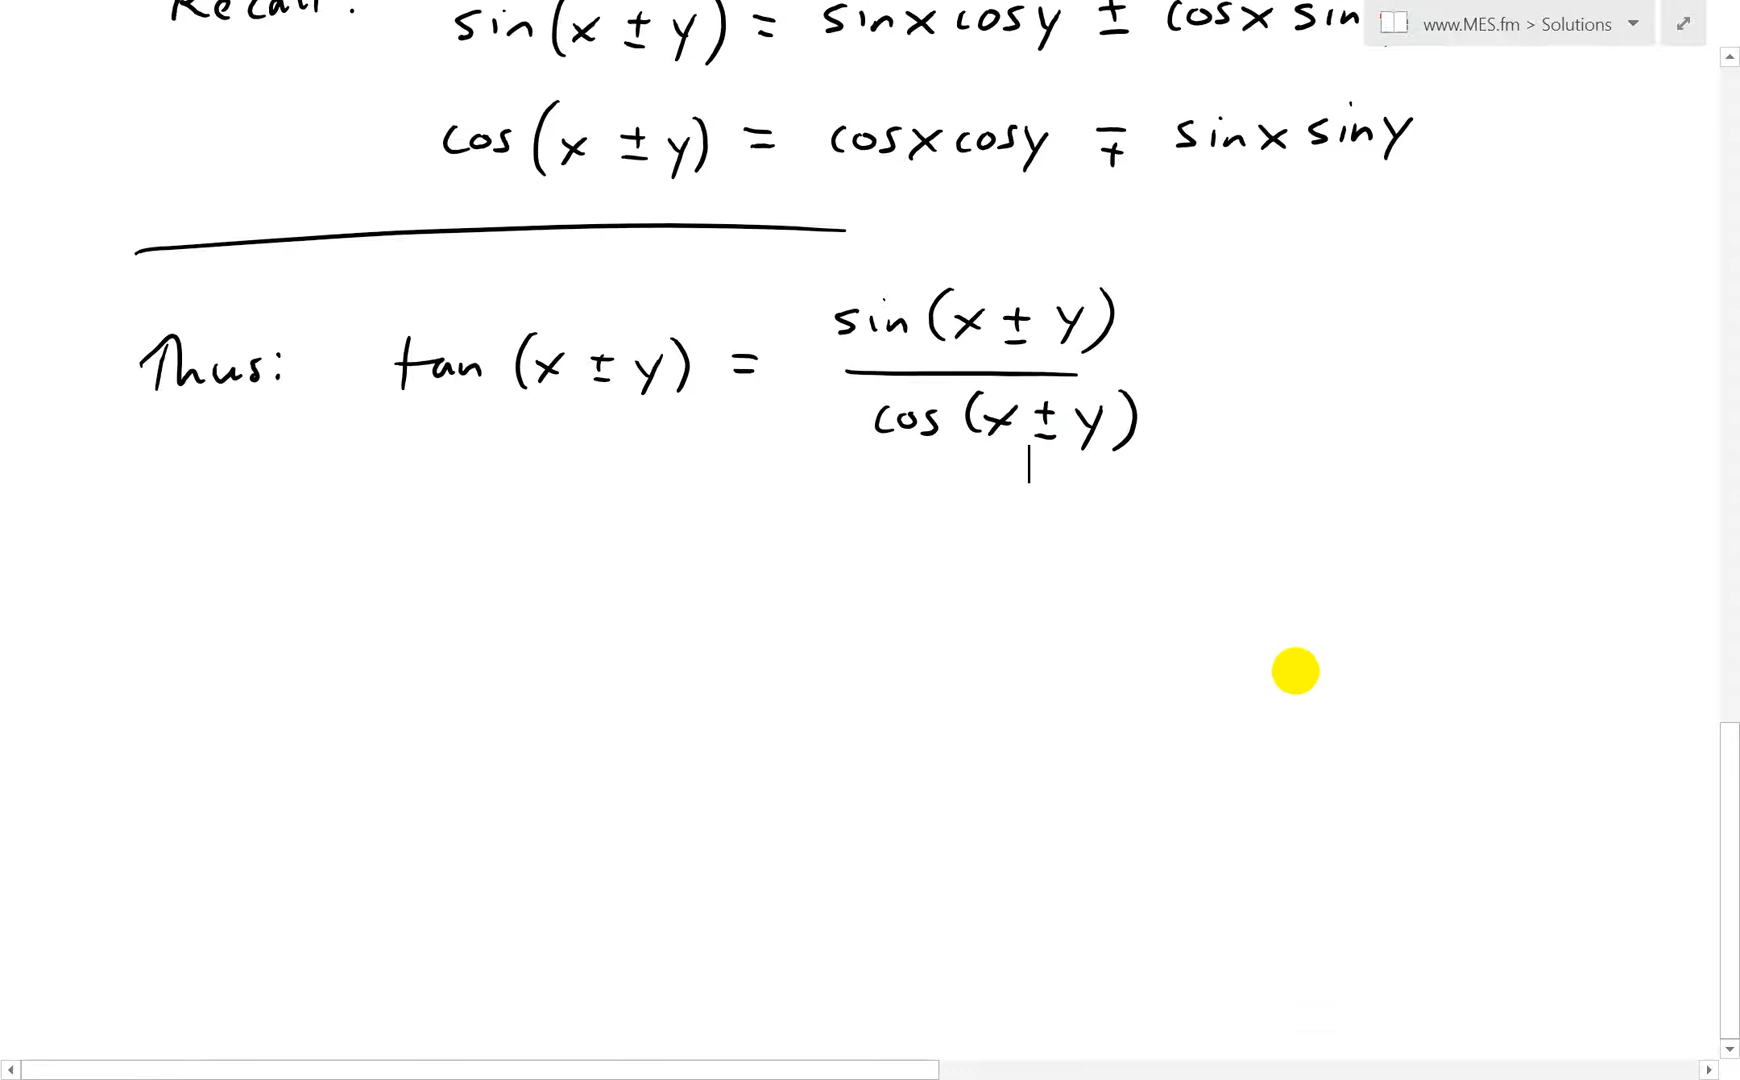 Recall:
sin(x ± y) = sinx cosy ± cosx sin
www.MES.fm > Solutions
cos(x ± y) = cosx cosy ∓ sinx siny
Thus: tan(x ± y) = sin(x ± y)
cos(x ± y)